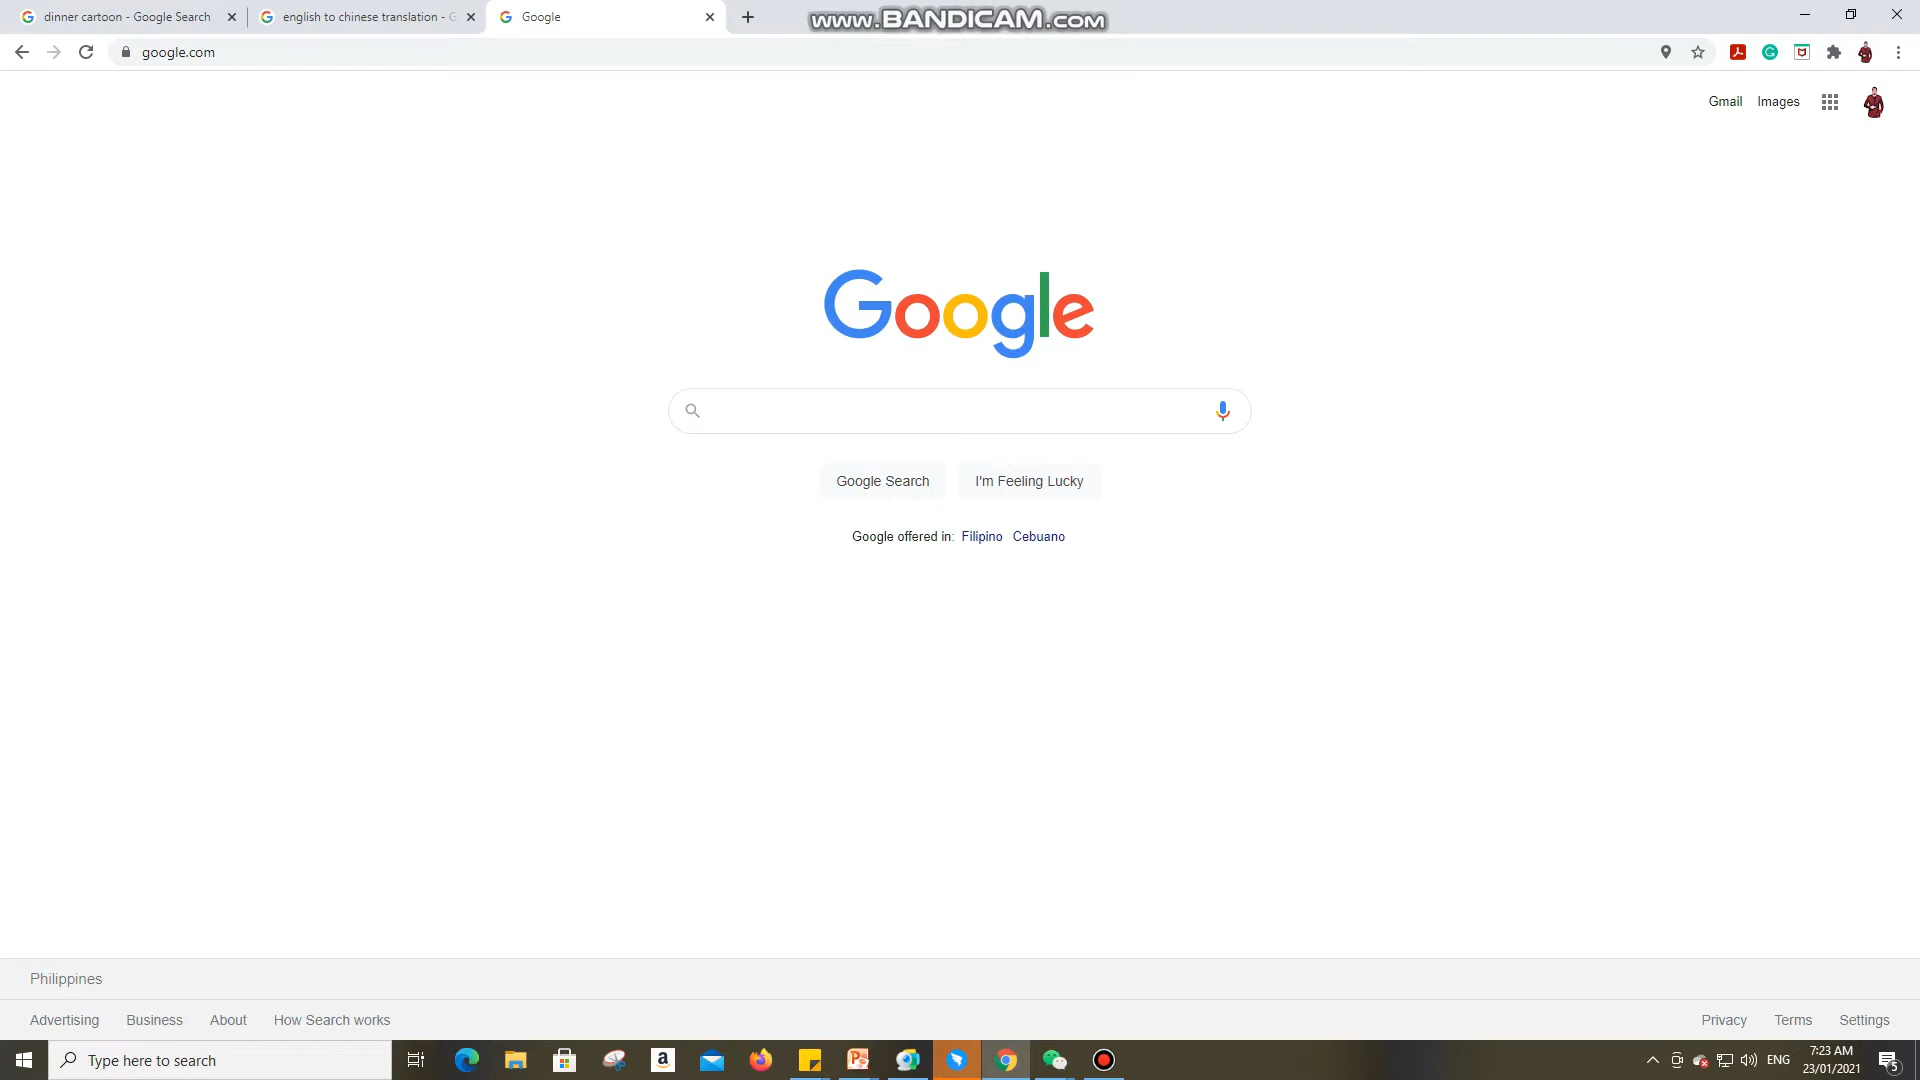 dinner cartoon - Google Search
english to chinese translation - G
Google
www.BANDICAM.com
google.com
Gmail Images
Google
Google Search I'm Feeling Lucky
Google offered in: Filipino Cebuano
Philippines
Advertising Business About How Search works
Privacy Terms Settings
Type here to search
ENG
7:23 AM
23/01/2021
5